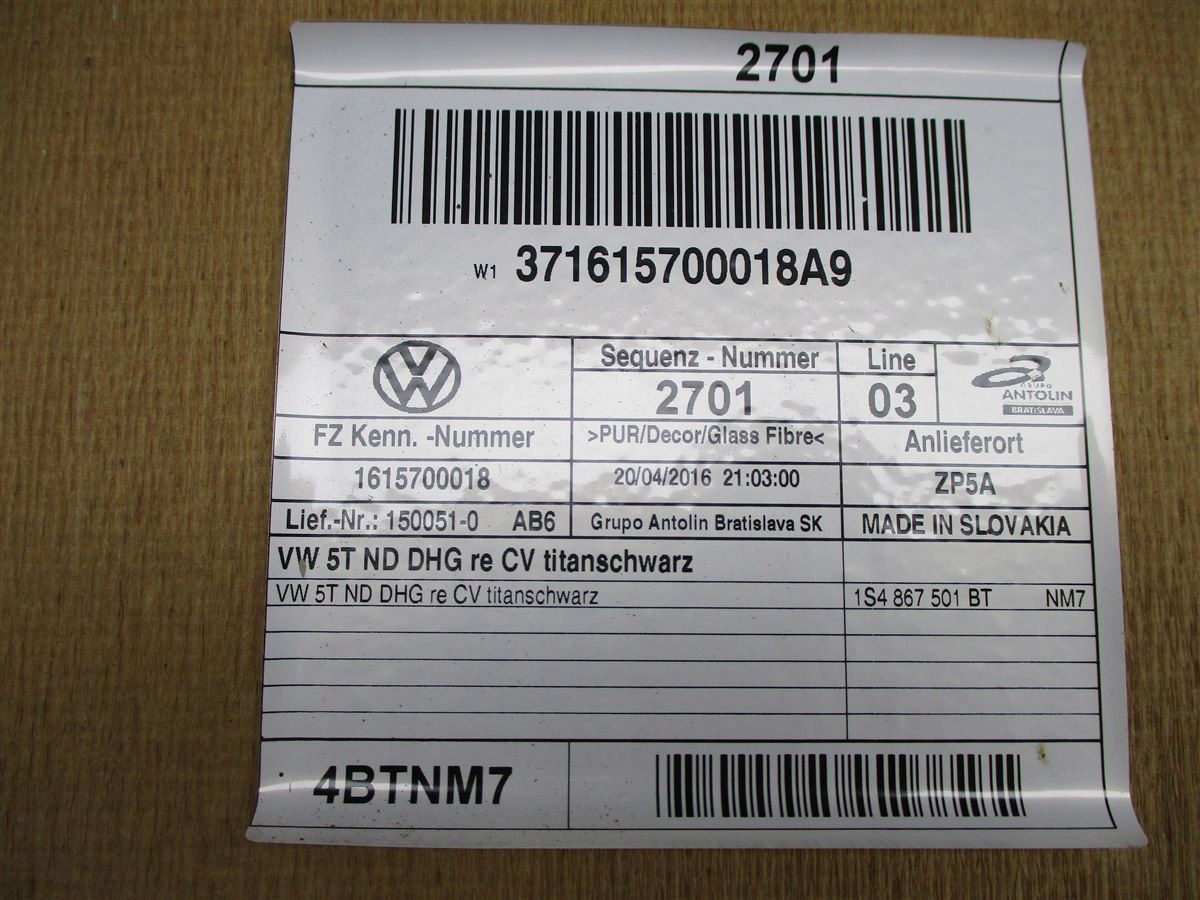 2701
W1 371615700018A9
Sequenz - Nummer Line
2701 03
GRUPO
ANTOLIN
BRATISLAVA
FZ Kenn. -Nummer >PUR/Decor/Glass Fibre< Anlieferort
1615700018 20/04/2016 21:03:00 ZP5A
Lief.-Nr.: 150051-0 AB6 Grupo Antolin Bratislava SK MADE IN SLOVAKIA
VW 5T ND DHG re CV titanschwarz
VW 5T ND DHG re CV titanschwarz 1S4 867 501 BT NM7
4BTNM7